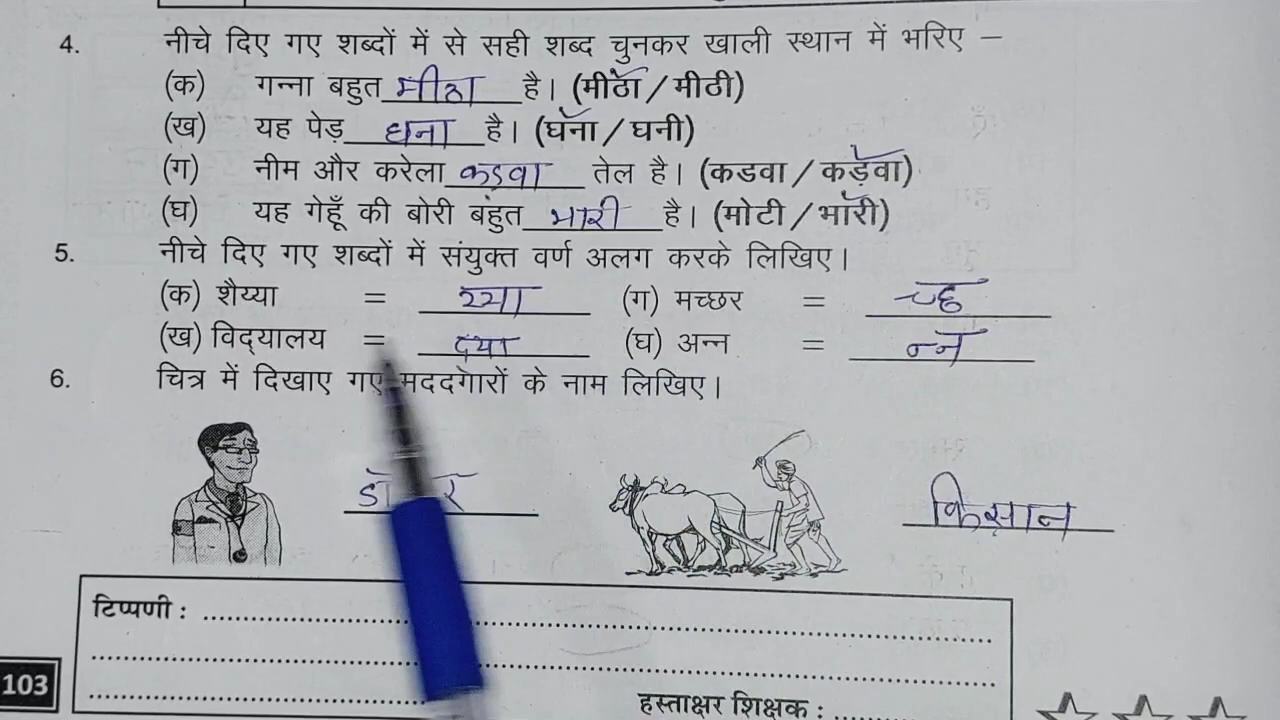 4. नीचे दिए गए शब्दों में से सही शब्द चुनकर खाली स्थान में भरिए –
(क) गन्ना बहुत मीठा है। (मीठा / मीठी)
(ख) यह पेड़ घना है। (घना / घनी)
(ग) नीम और करेला कड़वा तेल है। (कडवा / कड़वा)
(घ) यह गेहूँ की बोरी बहुत भारी है। (मोटी / भारी)
5. नीचे दिए गए शब्दों में संयुक्त वर्ण अलग करके लिखिए।
(क) शैय्या = य्या (ग) मच्छर = च्छ
(ख) विद्‌यालय = द्‌या (घ) अन्न = न्न
6. चित्र में दिखाए गए मददगारों के नाम लिखिए।
किसान
टिप्पणी :
103 हस्ताक्षर शिक्षक :